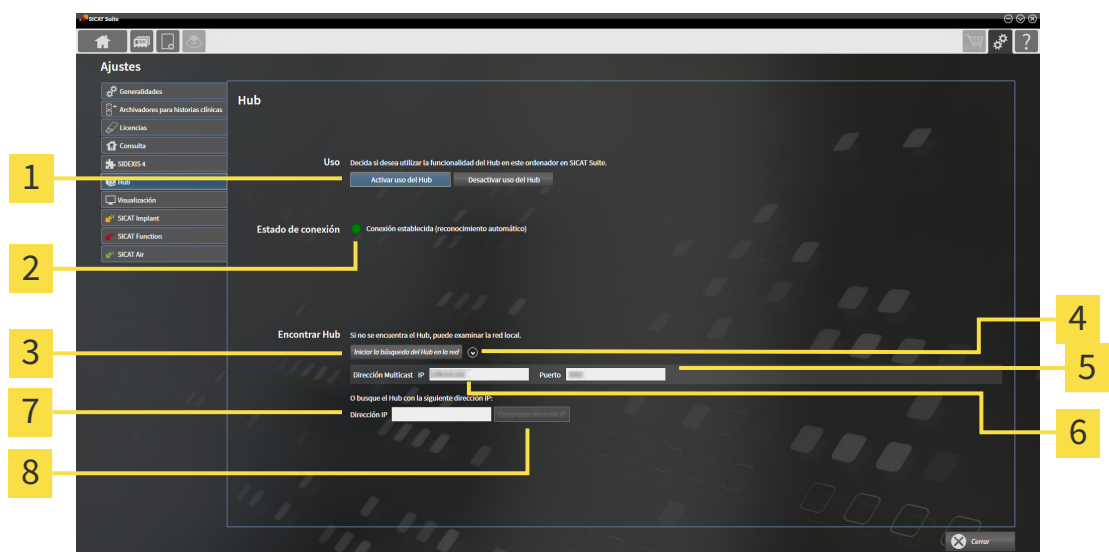 SICAT Suite
?
Ajustes
Generalidades
Archivadores para historias clínicas
Licencias
Consulta
SIDEXIS 4
Hub
Visualización
SICAT Implant
SICAT Function
SICAT Air
Hub
Uso Decida si desea utilizar la funcionalidad del Hub en este ordenador en SICAT Suite.
Activar uso del Hub Desactivar uso del Hub
Estado de conexión Conexión establecida (reconocimiento automático)
Encontrar Hub Si no se encuentra el Hub, puede examinar la red local.
Iniciar la búsqueda del Hub en la red
Dirección Multicast IP Puerto
O busque el Hub con la siguiente dirección IP:
Dirección IP Comprobar dirección IP
Cerrar
1
2
3
4
5
6
7
8